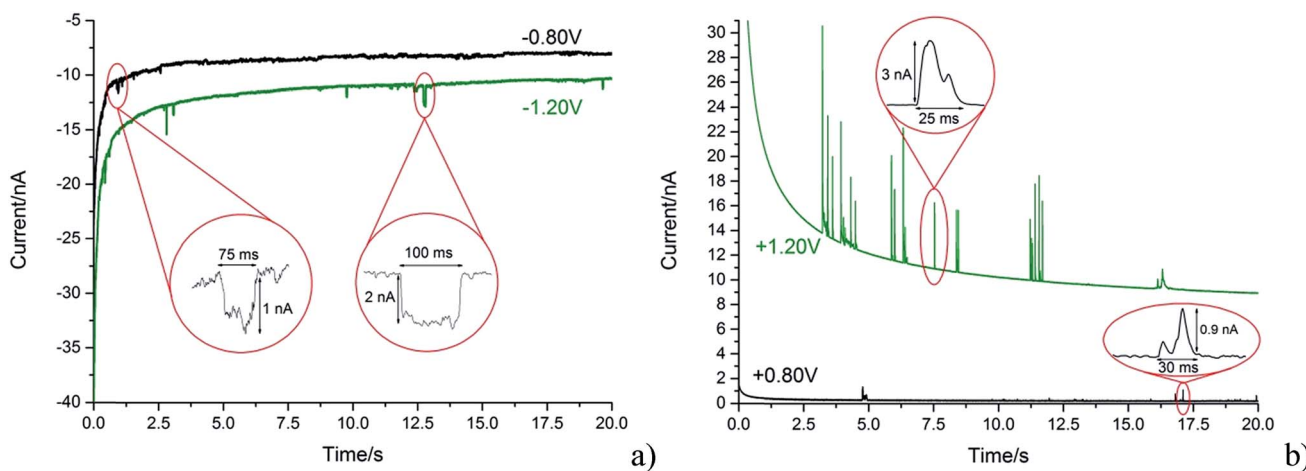 -5
-10
-15
-20
-25
-30
-35
-40
Current/nA
0.0 2.5 5.0 7.5 10.0 12.5 15.0 17.5 20.0
Time/s
-0.80V
-1.20V
75 ms
1 nA
100 ms
2 nA
a)
30
28
26
24
22
20
18
16
14
12
10
8
6
4
2
0
Current/nA
0.0 2.5 5.0 7.5 10.0 12.5 15.0 17.5 20.0
Time/s
3 nA
25 ms
+1.20V
0.9 nA
30 ms
+0.80V
b)